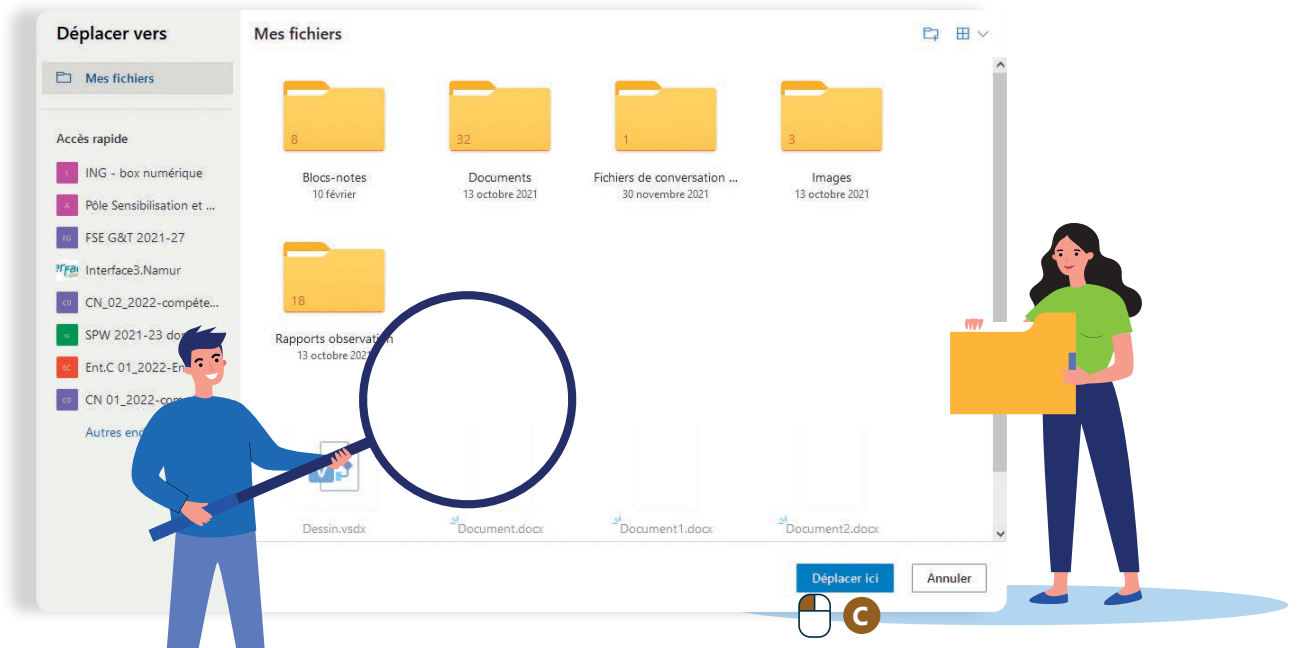 Déplacer vers
Mes fichiers
Mes fichiers
Accès rapide
ING - box numérique
Pôle Sensibilisation et ...
FSE G&T 2021-27
Interface3.Namur
CN_02_2022-compéte...
SPW 2021-23
Ent.C 01_2022-En
CN 01_2022-com
Autres
8
Blocs-notes
10 février
32
Documents
13 octobre 2021
1
Fichiers de conversation ...
30 novembre 2021
3
Images
13 octobre 2021
18
Rapports observation
13 octobre 2021
Dessin.vsdx
Document.docx
Document1.docx
Document2.docx
Déplacer ici
Annuler
C